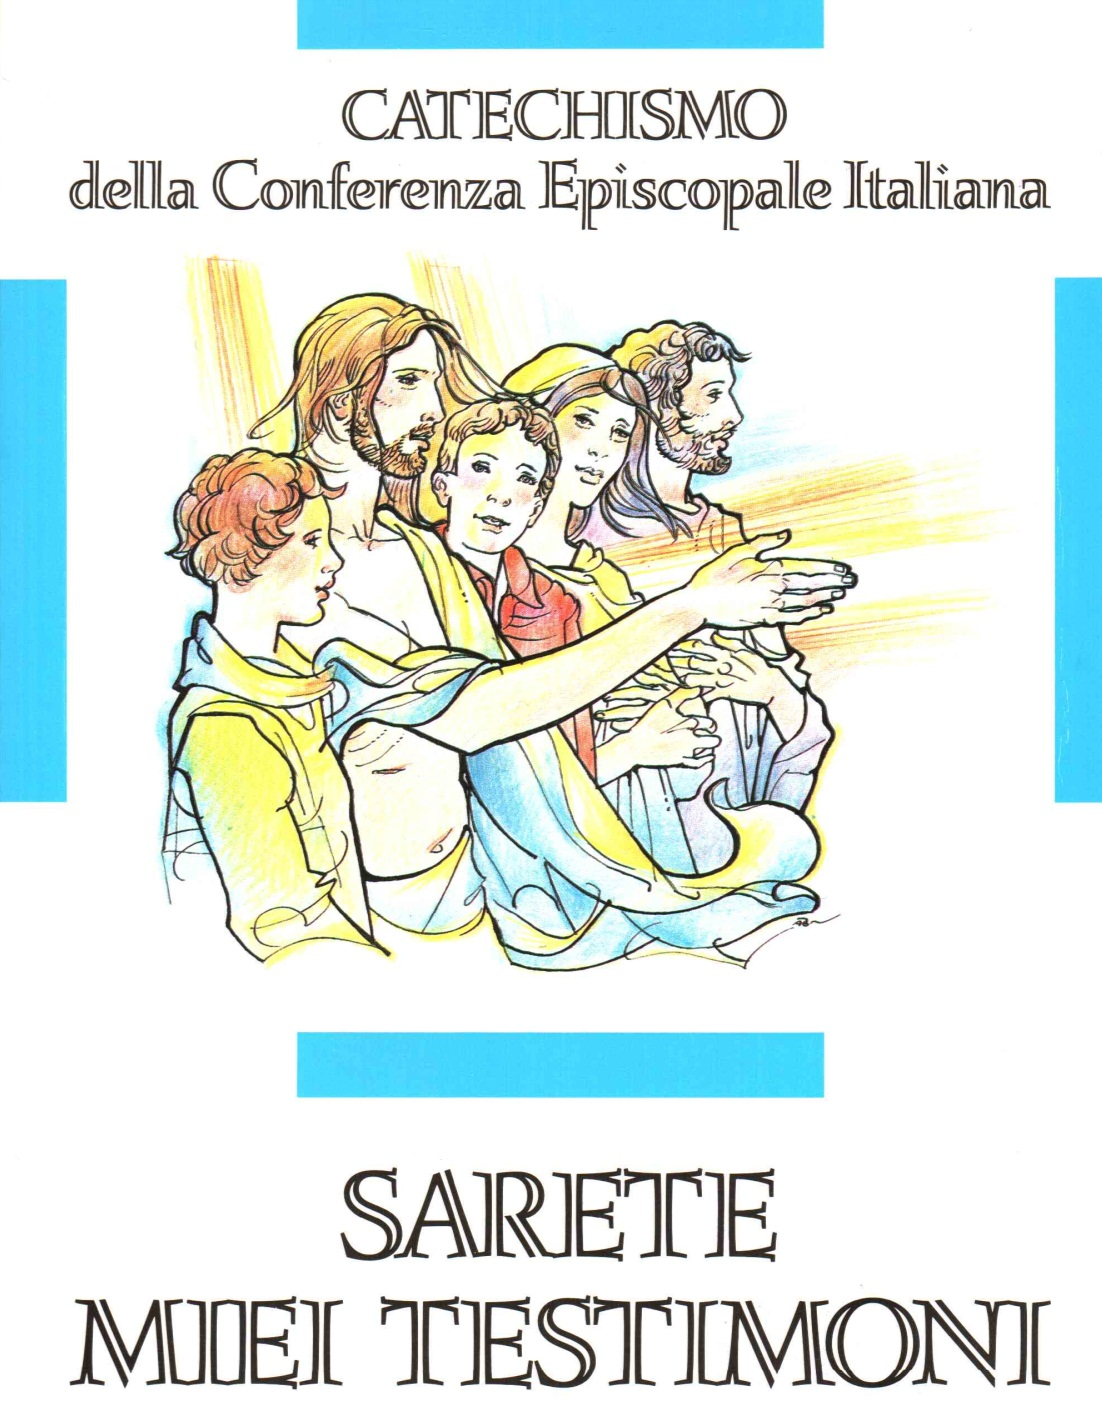 CATECHISMO
della Conferenza Episcopale Italiana
SARETE
MIEI TESTIMONI